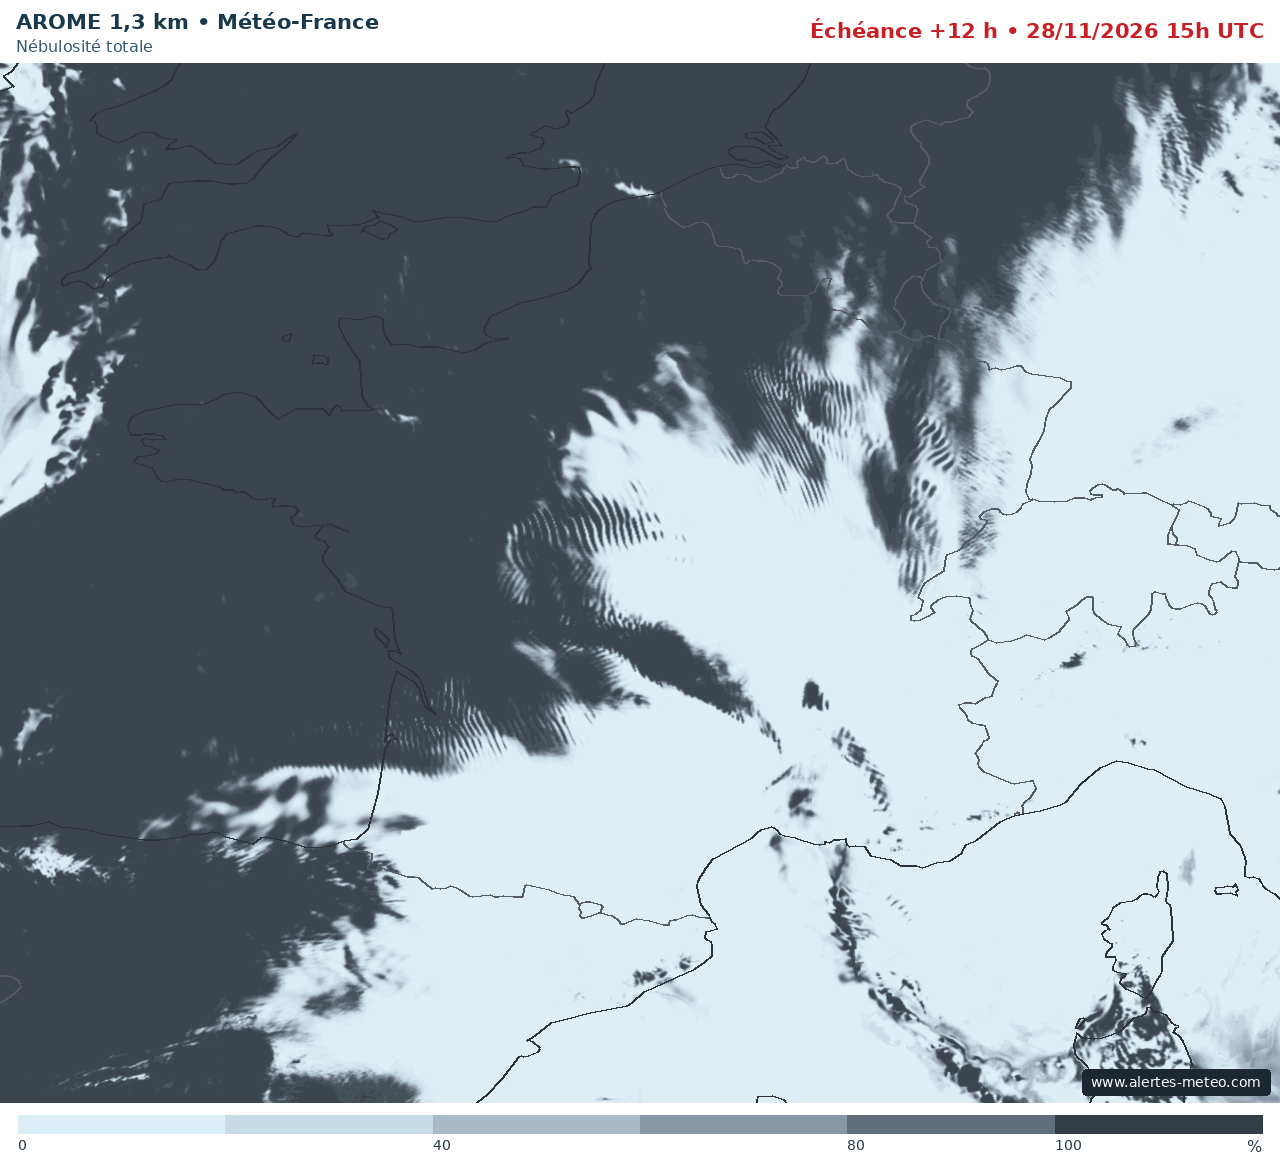 AROME 1,3 km • Météo-France
Nébulosité totale
Échéance +12 h • 28/11/2026 15h UTC
www.alertes-meteo.com
0 40 80 100 %